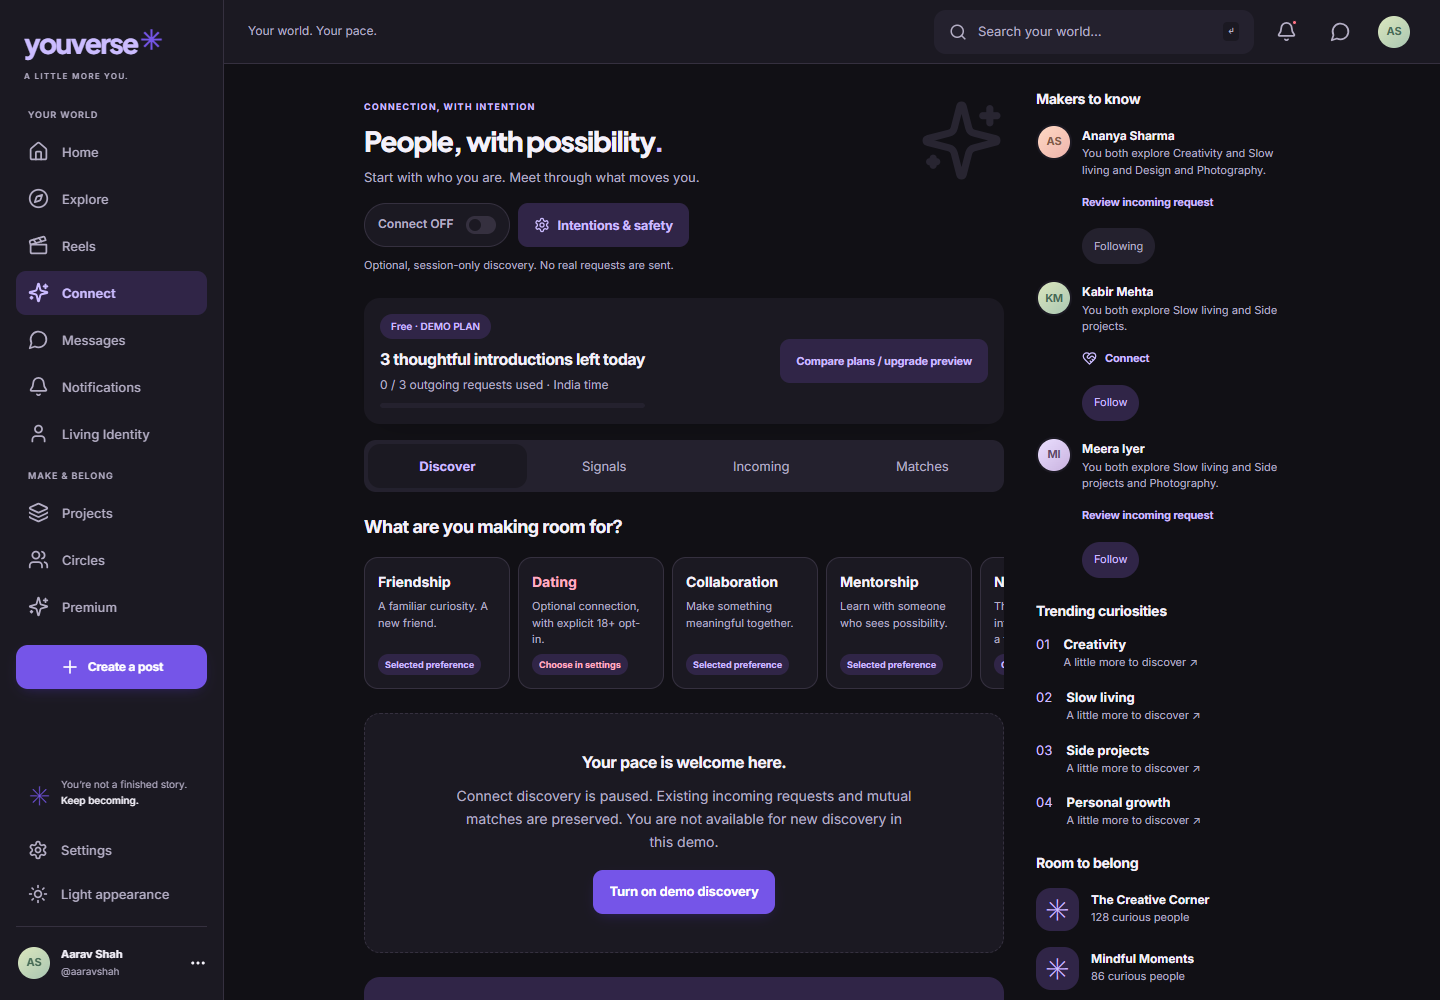 youverse
A LITTLE MORE YOU.
YOUR WORLD
Home
Explore
Reels
Connect
Messages
Notifications
Living Identity
MAKE & BELONG
Projects
Circles
Premium
Create a post
You're not a finished story.
Keep becoming.
Settings
Light appearance
AS
Aarav Shah
@aaravshah
Your world. Your pace.
Search your world...
AS
CONNECTION, WITH INTENTION
People, with possibility.
Start with who you are. Meet through what moves you.
Connect OFF
Intentions & safety
Optional, session-only discovery. No real requests are sent.
Free · DEMO PLAN
3 thoughtful introductions left today
0 / 3 outgoing requests used · India time
Compare plans / upgrade preview
Discover
Signals
Incoming
Matches
What are you making room for?
Friendship
A familiar curiosity. A
new friend.
Selected preference
Dating
Optional connection,
with explicit 18+ opt-
in.
Choose in settings
Collaboration
Make something
meaningful together.
Selected preference
Mentorship
Learn with someone
who sees possibility.
Selected preference
Your pace is welcome here.
Connect discovery is paused. Existing incoming requests and mutual
matches are preserved. You are not available for new discovery in
this demo.
Turn on demo discovery
Makers to know
AS
Ananya Sharma
You both explore Creativity and Slow
living and Design and Photography.
Review incoming request
Following
KM
Kabir Mehta
You both explore Slow living and Side
projects.
Connect
Follow
MI
Meera Iyer
You both explore Slow living and Side
projects and Photography.
Review incoming request
Follow
Trending curiosities
01 Creativity
A little more to discover ↗
02 Slow living
A little more to discover ↗
03 Side projects
A little more to discover ↗
04 Personal growth
A little more to discover ↗
Room to belong
The Creative Corner
128 curious people
Mindful Moments
86 curious people